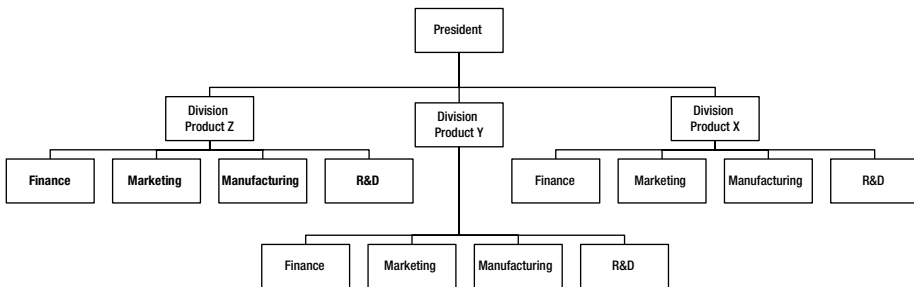 President
Division
Product Z
Division
Product Y
Division
Product X
Finance
Marketing
Manufacturing
R&D
Finance
Marketing
Manufacturing
R&D
Finance
Marketing
Manufacturing
R&D